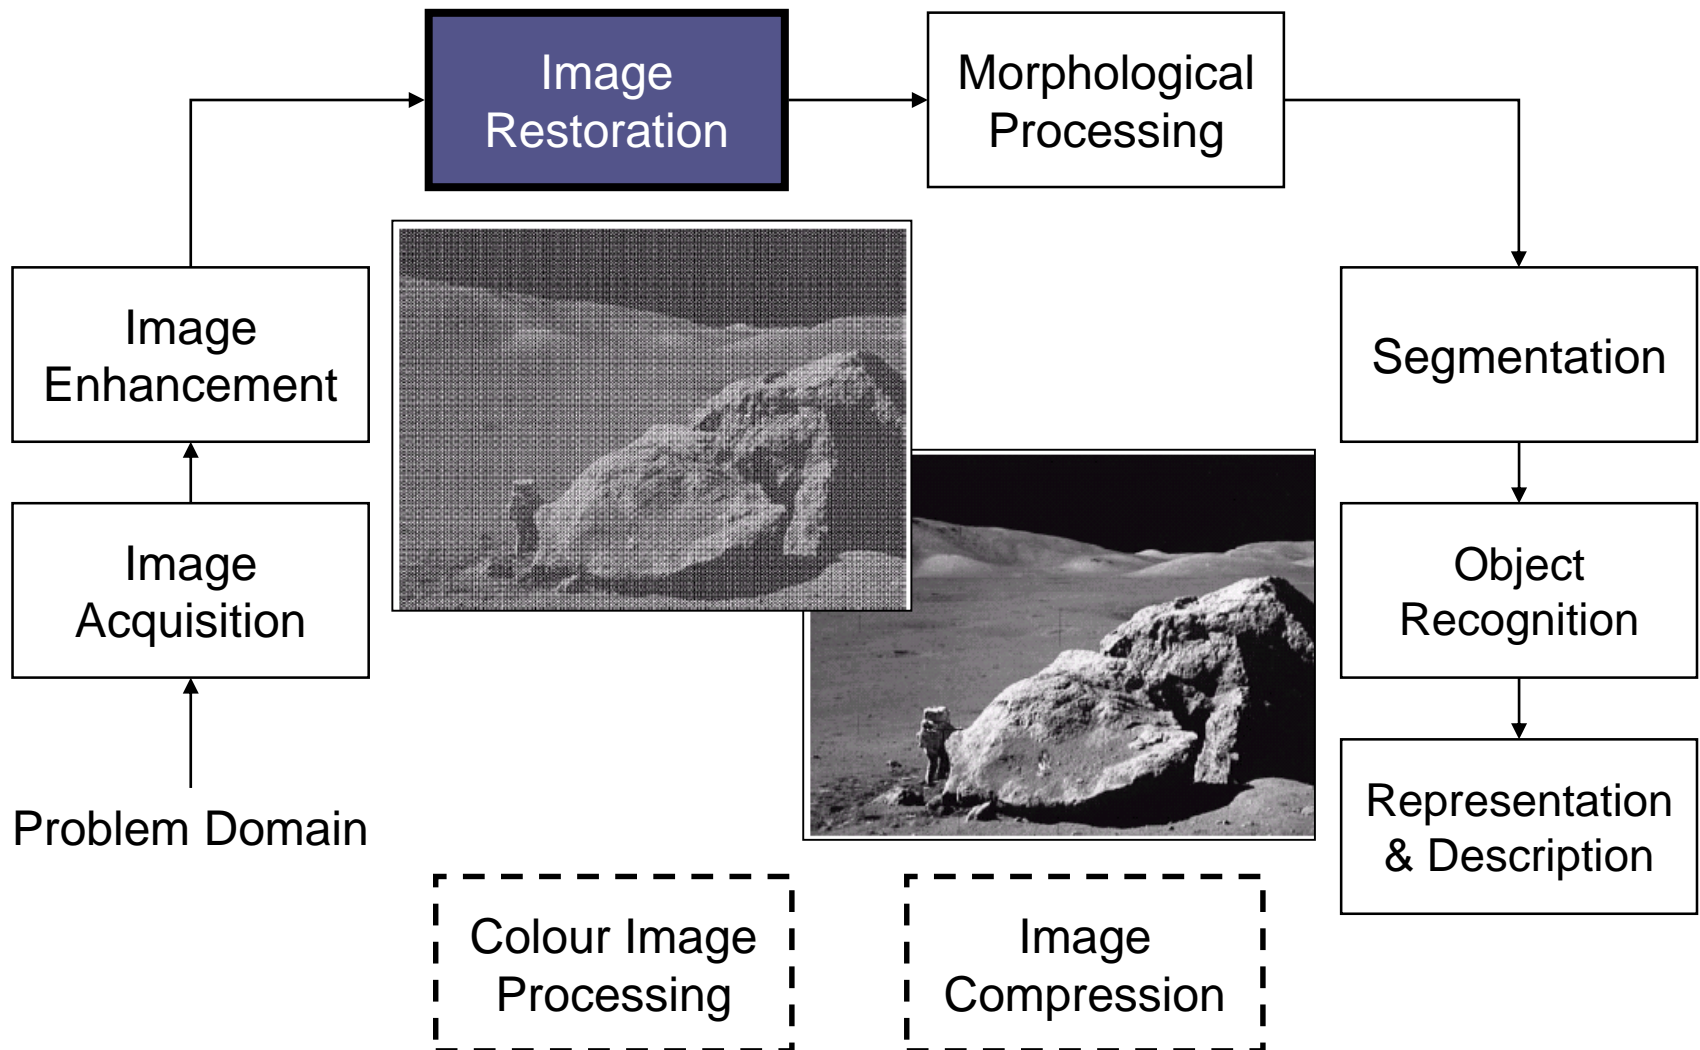 Image
Restoration
Morphological
Processing
Image
Enhancement
Segmentation
Image
Acquisition
Object
Recognition
Problem Domain
Representation
& Description
Colour Image
Processing
Image
Compression